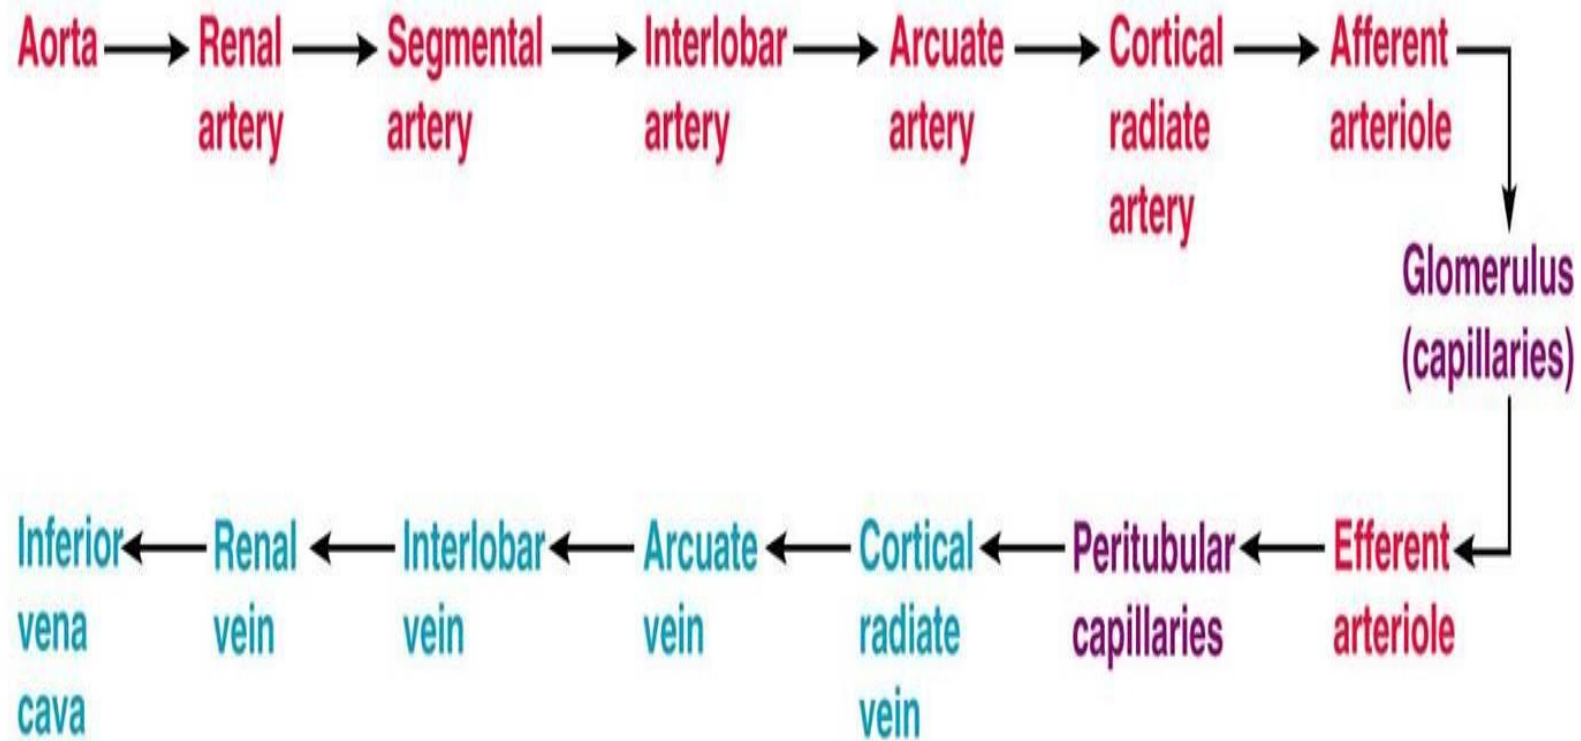 Aorta Renal Segmental Interlobar Arcuate Cortical Afferent
artery artery artery artery radiate arteriole
artery
Glomerulus
(capillaries)
Inferior Renal Interlobar Arcuate Cortical Peritubular Efferent
vena vein vein vein radiate capillaries arteriole
cava vein